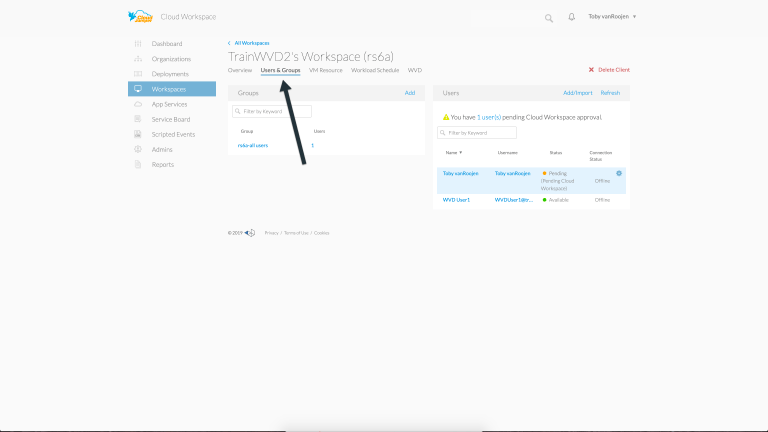 Cloud Workspace
Toby vanRoojen
Dashboard
Organizations
Deployments
Workspaces
App Services
Service Board
Scripted Events
Admins
Reports
All Workspaces
TrainWVD2's Workspace (rs6a)
Overview Users & Groups VM Resource Workload Schedule WVD
Delete Client
Groups Add
Filter by Keyword
Group Users
rs6a-all users 1
Users Add/Import Refresh
You have 1 user(s) pending Cloud Workspace approval.
Filter by Keyword
Name Username Status Connection Status
Toby vanRoojen Toby vanRoojen Pending (Pending Cloud Workspace) Offline
WVD User1 WVDUser1@tr... Available Offline
© 2019
Privacy / Terms of Use / Cookies